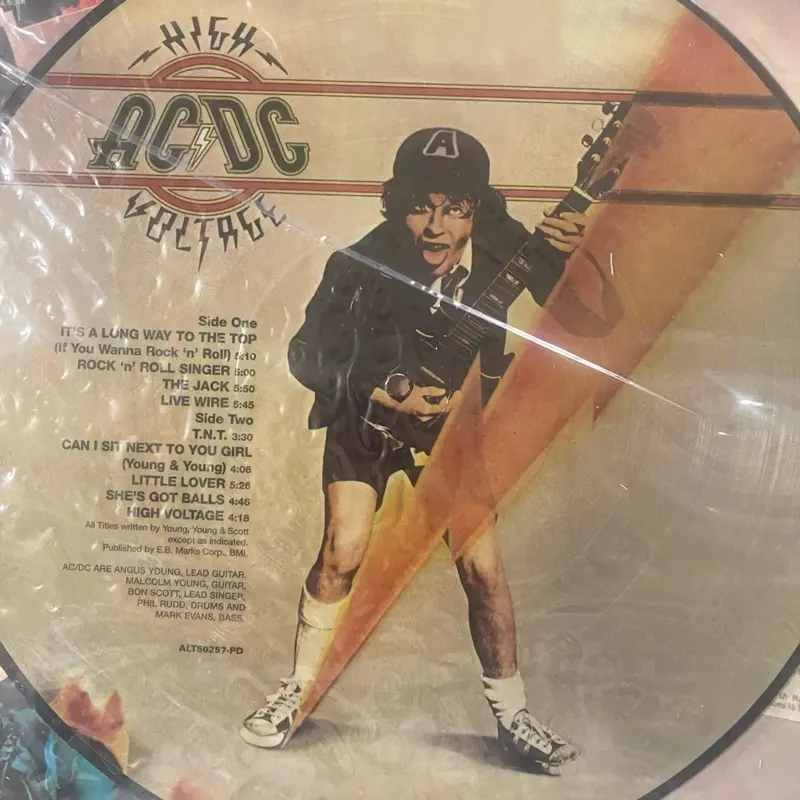 HIGH
AC DC
VOLTAGE
A
Side One
IT'S A LONG WAY TO THE TOP
(If You Wanna Rock 'n' Roll) 5:10
ROCK 'n' ROLL SINGER 5:00
THE JACK 5:50
LIVE WIRE 5:45
Side Two
T.N.T. 3:30
CAN I SIT NEXT TO YOU GIRL
(Young & Young) 4:06
LITTLE LOVER 5:26
SHE'S GOT BALLS 4:46
HIGH VOLTAGE 4:18
All Titles written by Young, Young & Scott
except as indicated.
Published by E.B. Marks Corp., BMI.
AC/DC ARE ANGUS YOUNG, LEAD GUITAR,
MALCOLM YOUNG, GUITAR,
BON SCOTT, LEAD SINGER,
PHIL RUDD, DRUMS AND
MARK EVANS, BASS.
ALT50257-PD